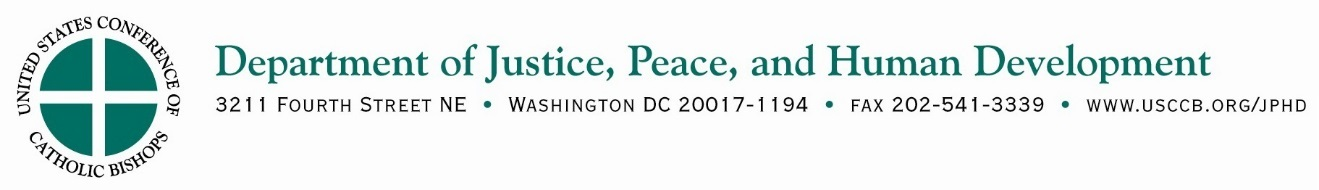 UNITED STATES CONFERENCE OF
CATHOLIC BISHOPS
Department of Justice, Peace, and Human Development
3211 FOURTH STREET NE • WASHINGTON DC 20017-1194 • FAX 202-541-3339 • WWW.USCCB.ORG/JPHD